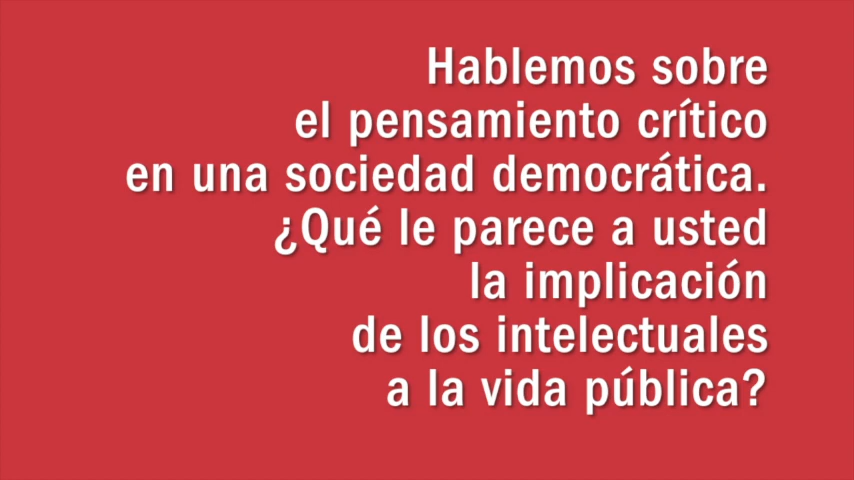 Hablemos sobre
el pensamiento crítico
en una sociedad democrática.
¿Qué le parece a usted
la implicación
de los intelectuales
a la vida pública?